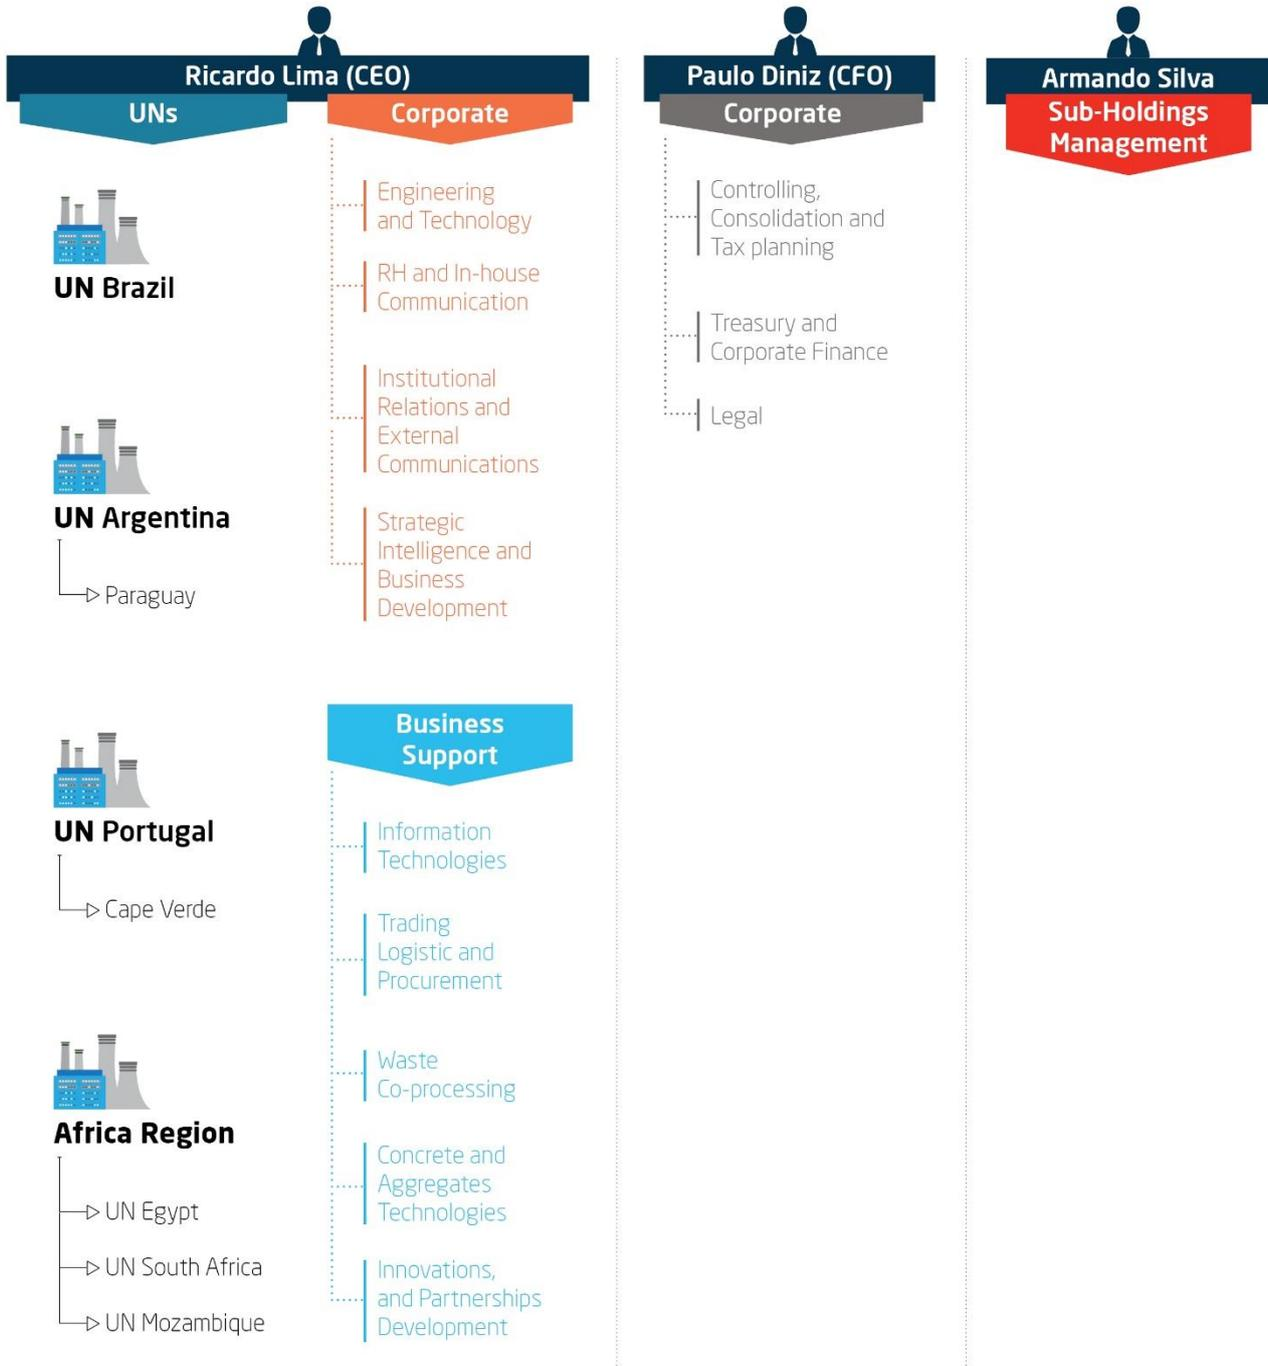 Ricardo Lima (CEO)
UNs
UN Brazil
UN Argentina
Paraguay
UN Portugal
Cape Verde
Africa Region
UN Egypt
UN South Africa
UN Mozambique
Corporate
Engineering
and Technology
RH and In-house
Communication
Institutional
Relations and
External
Communications
Strategic
Intelligence and
Business
Development
Business
Support
Information
Technologies
Trading
Logistic and
Procurement
Waste
Co-processing
Concrete and
Aggregates
Technologies
Innovations,
and Partnerships
Development
Paulo Diniz (CFO)
Corporate
Controlling,
Consolidation and
Tax planning
Treasury and
Corporate Finance
Legal
Armando Silva
Sub-Holdings
Management